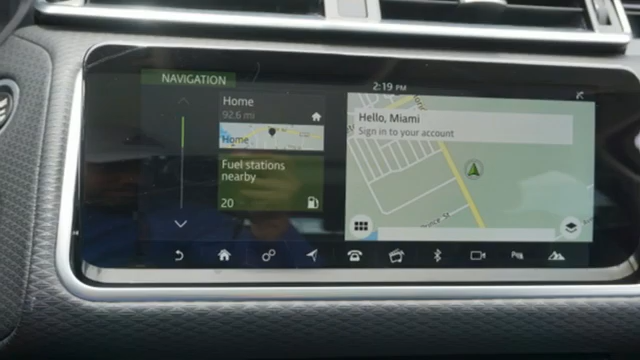 NAVIGATION
2:19 PM
Home
92.6 mi
Home
Fuel stations
nearby
20
Hello, Miami
Sign in to your account